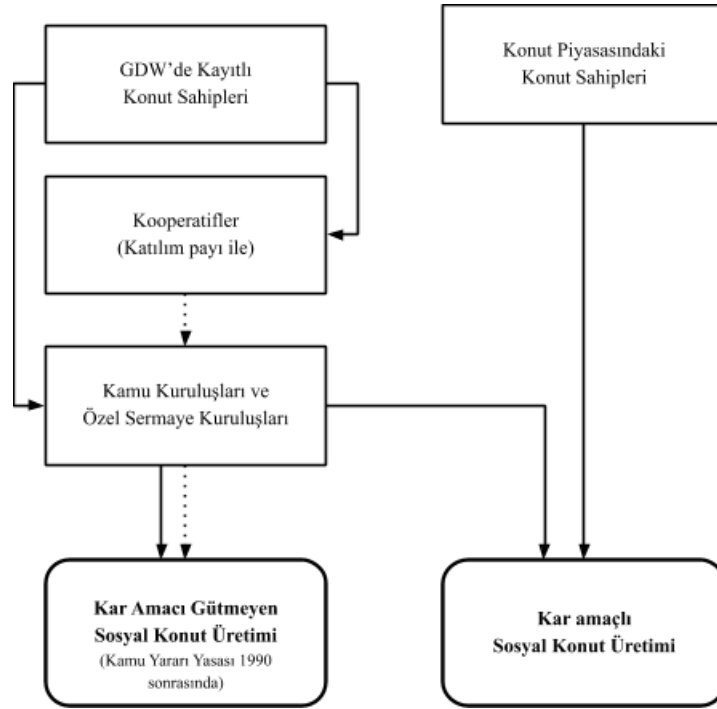 GDW’de Kayıtlı
Konut Sahipleri
Konut Piyasasındaki
Konut Sahipleri
Kooperatifler
(Katılım payı ile)
Kamu Kuruluşları ve
Özel Sermaye Kuruluşları
Kar Amacı Gütmeyen
Sosyal Konut Üretimi
(Kamu Yararı Yasası 1990
sonrasında)
Kar amaçlı
Sosyal Konut Üretimi